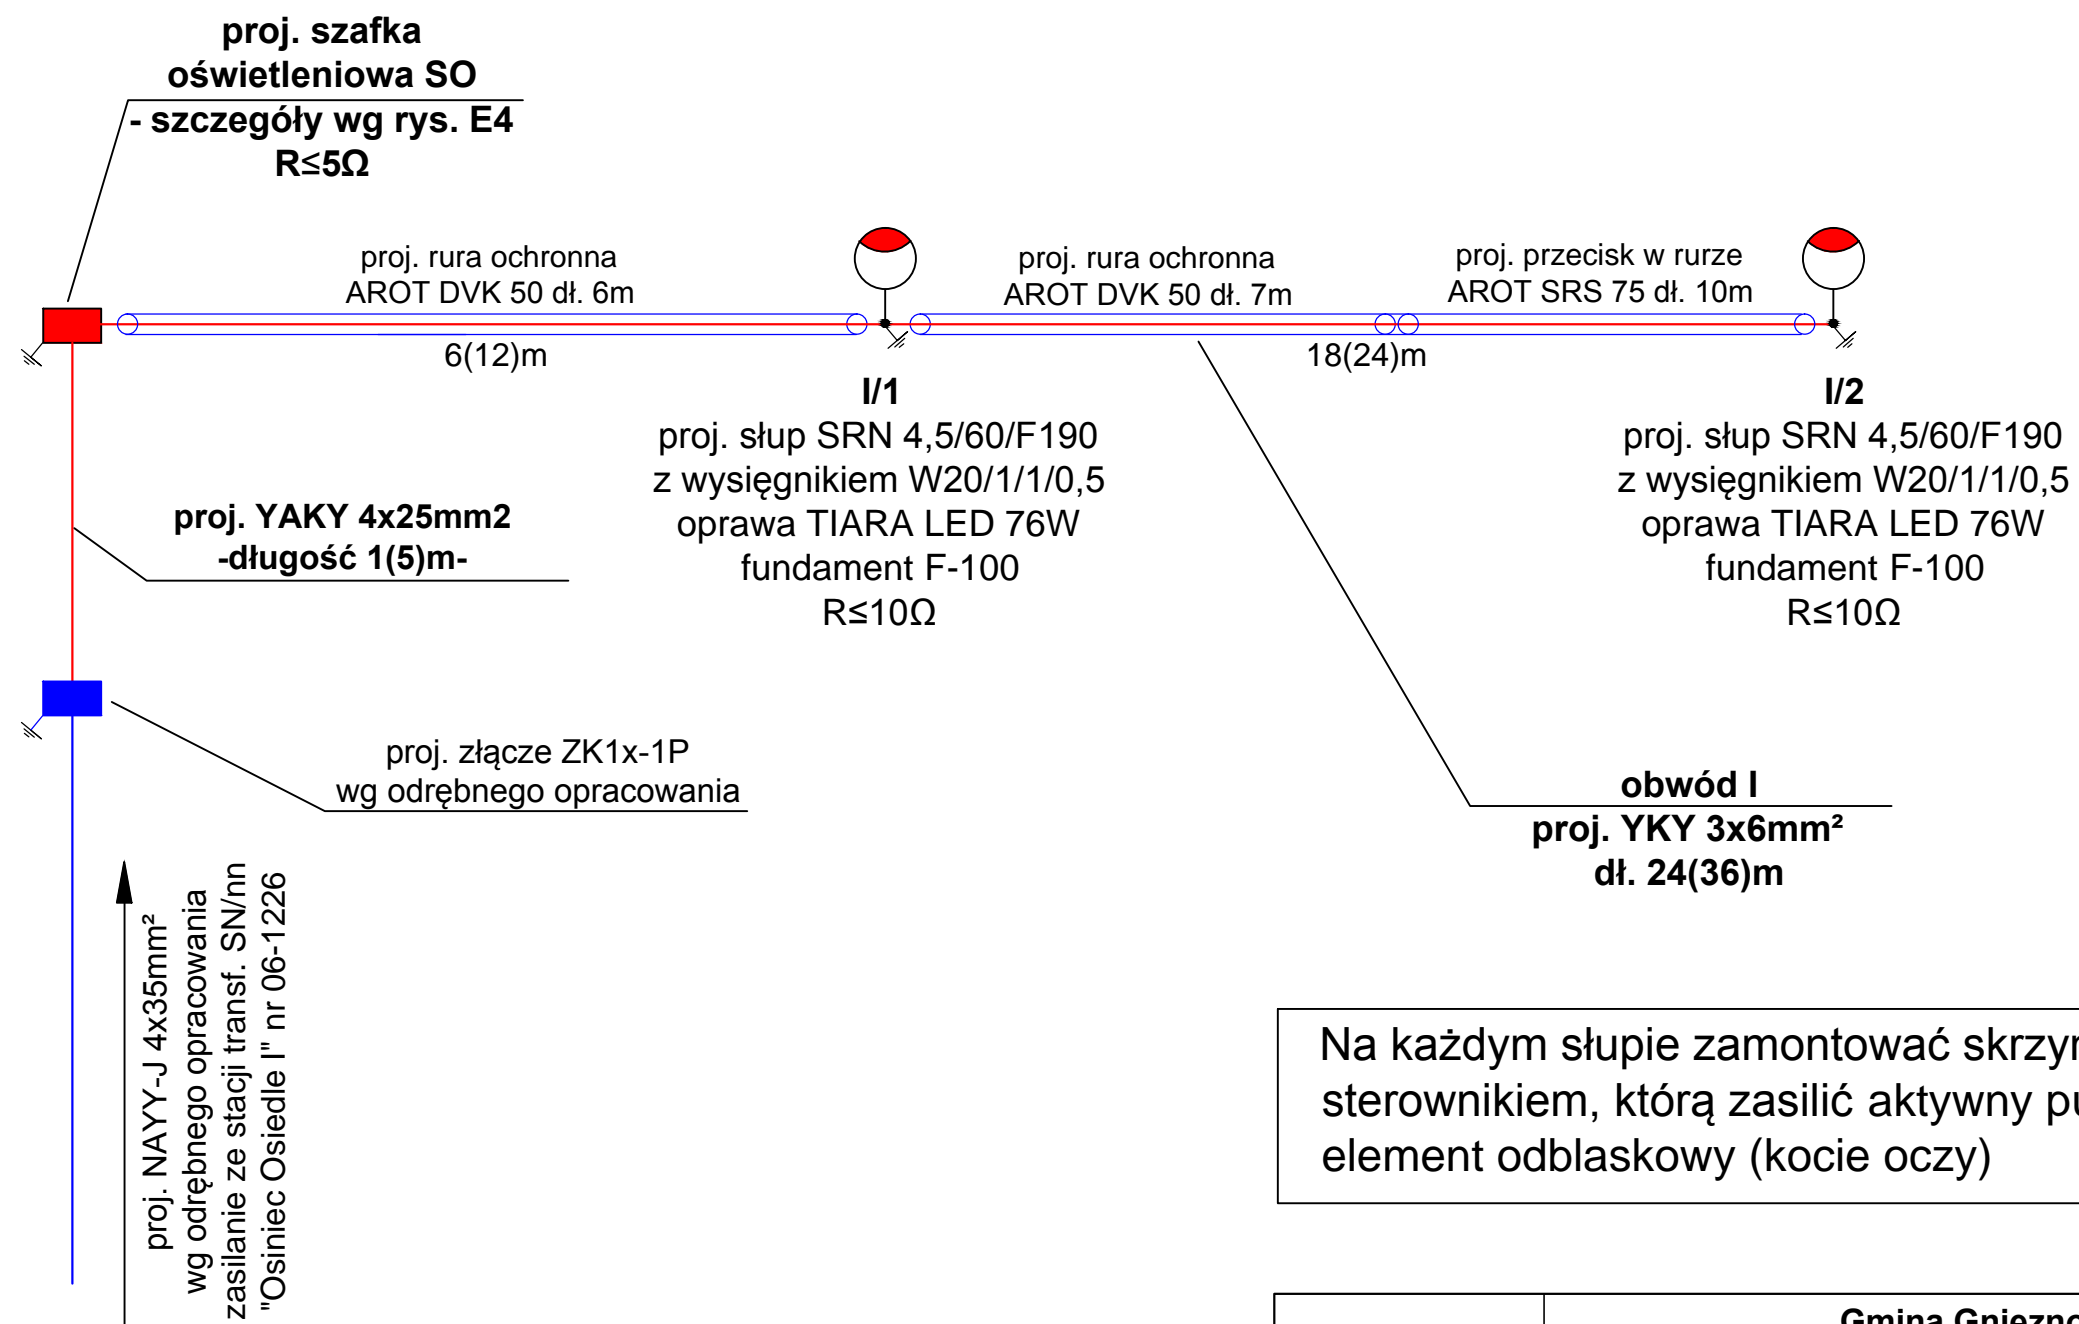 proj. szafka
oświetleniowa SO
- szczegóły wg rys. E4
R≤5Ω
proj. rura ochronna
AROT DVK 50 dł. 6m
6(12)m
proj. rura ochronna
AROT DVK 50 dł. 7m
proj. przecisk w rurze
AROT SRS 75 dł. 10m
18(24)m
I/1
proj. słup SRN 4,5/60/F190
z wysięgnikiem W20/1/1/0,5
oprawa TIARA LED 76W
fundament F-100
R≤10Ω
I/2
proj. słup SRN 4,5/60/F190
z wysięgnikiem W20/1/1/0,5
oprawa TIARA LED 76W
fundament F-100
R≤10Ω
proj. YAKY 4x25mm2
-długość 1(5)m-
proj. złącze ZK1x-1P
wg odrębnego opracowania
obwód I
proj. YKY 3x6mm²
dł. 24(36)m
proj. NAYY-J 4x35mm²
wg odrębnego opracowania
zasilanie ze stacji transf. SN/nn
"Osiniec Osiedle I" nr 06-1226
Na każdym słupie zamontować
sterownikiem, którą zasilić aktywny
element odblaskowy (kocie oczy)
Gmina Gniezno